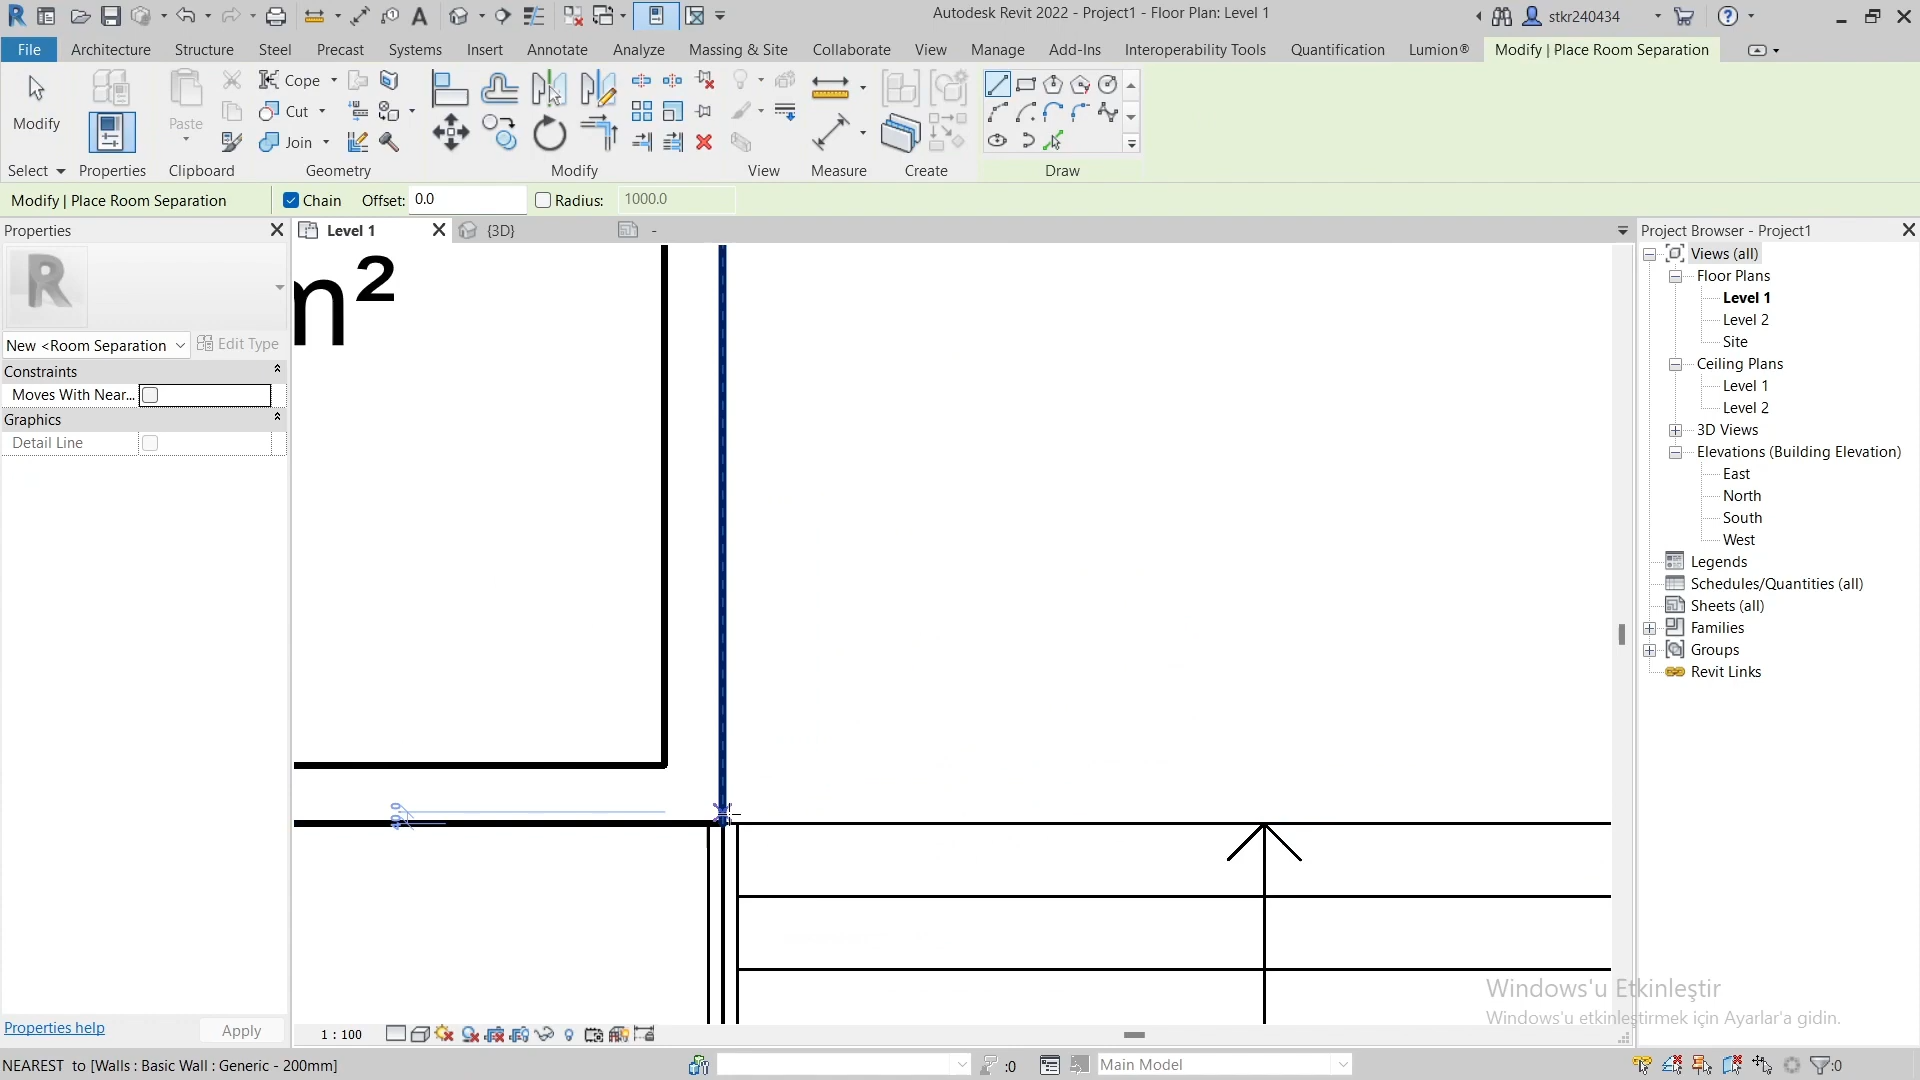 Autodesk Revit 2022 - Project1 - Floor Plan: Level 1
stkr240434
File Architecture Structure Steel Precast Systems Insert Annotate Analyze Massing & Site Collaborate View Manage Add-Ins Interoperability Tools Quantification Lumion® Modify | Place Room Separation
Modify
Paste
Cope
Cut
Join
Select Properties Clipboard Geometry Modify View Measure Create Draw
Modify | Place Room Separation Chain Offset: 0.0 Radius: 1000.0
Properties
Level 1 {3D} -
Project Browser - Project1
New <Room Separation Edit Type
Constraints
Moves With Near...
Graphics
Detail Line
Properties help Apply
m²
Views (all)
Floor Plans
Level 1
Level 2
Site
Ceiling Plans
Level 1
Level 2
3D Views
Elevations (Building Elevation)
East
North
South
West
Legends
Schedules/Quantities (all)
Sheets (all)
Families
Groups
Revit Links
Windows'u Etkinleştir
Windows'u etkinleştirmek için Ayarlar'a gidin.
1 : 100
NEAREST to [Walls : Basic Wall : Generic - 200mm]
:0
Main Model
:0